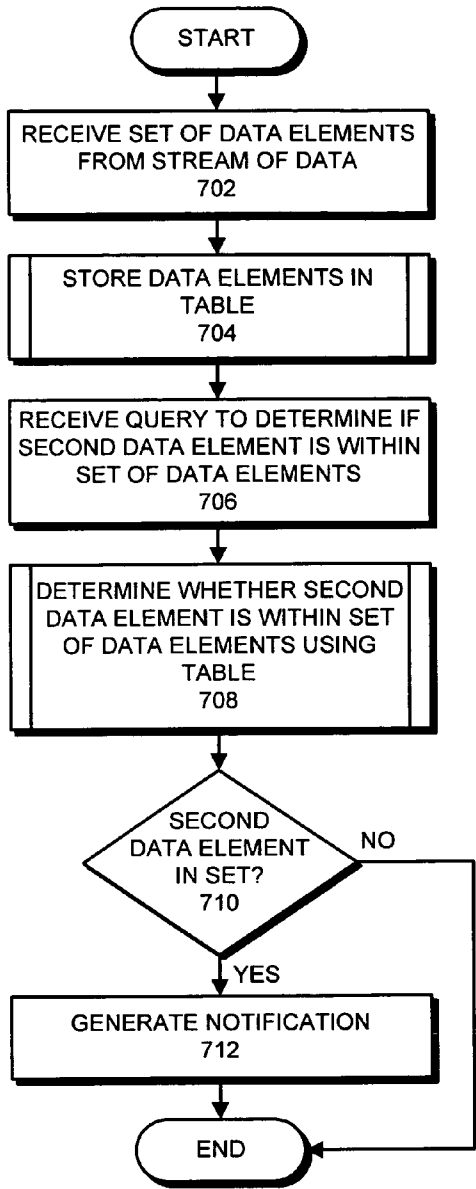 START
RECEIVE SET OF DATA ELEMENTS
FROM STREAM OF DATA
702
STORE DATA ELEMENTS IN
TABLE
704
RECEIVE QUERY TO DETERMINE IF
SECOND DATA ELEMENT IS WITHIN
SET OF DATA ELEMENTS
706
DETERMINE WHETHER SECOND
DATA ELEMENT IS WITHIN SET
OF DATA ELEMENTS USING
TABLE
708
SECOND
DATA ELEMENT
IN SET?
710
NO
YES
GENERATE NOTIFICATION
712
END